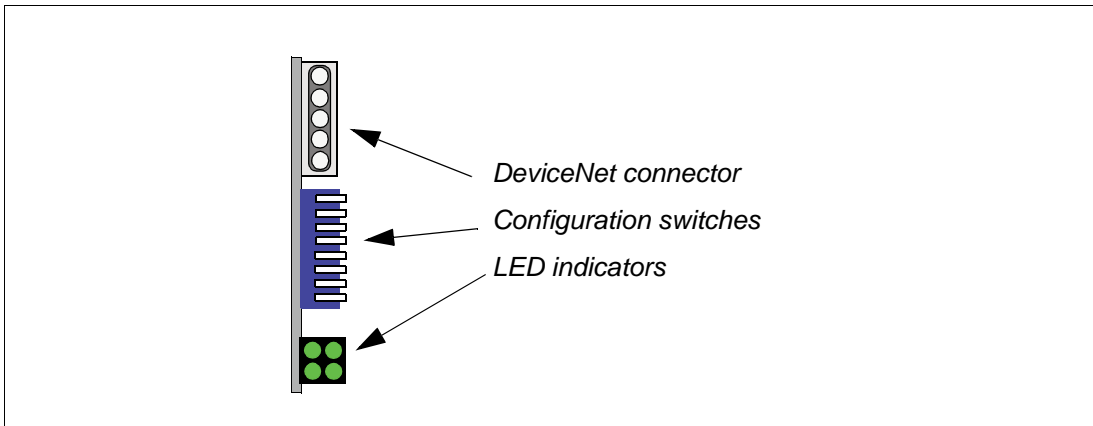 DeviceNet connector
Configuration switches
LED indicators